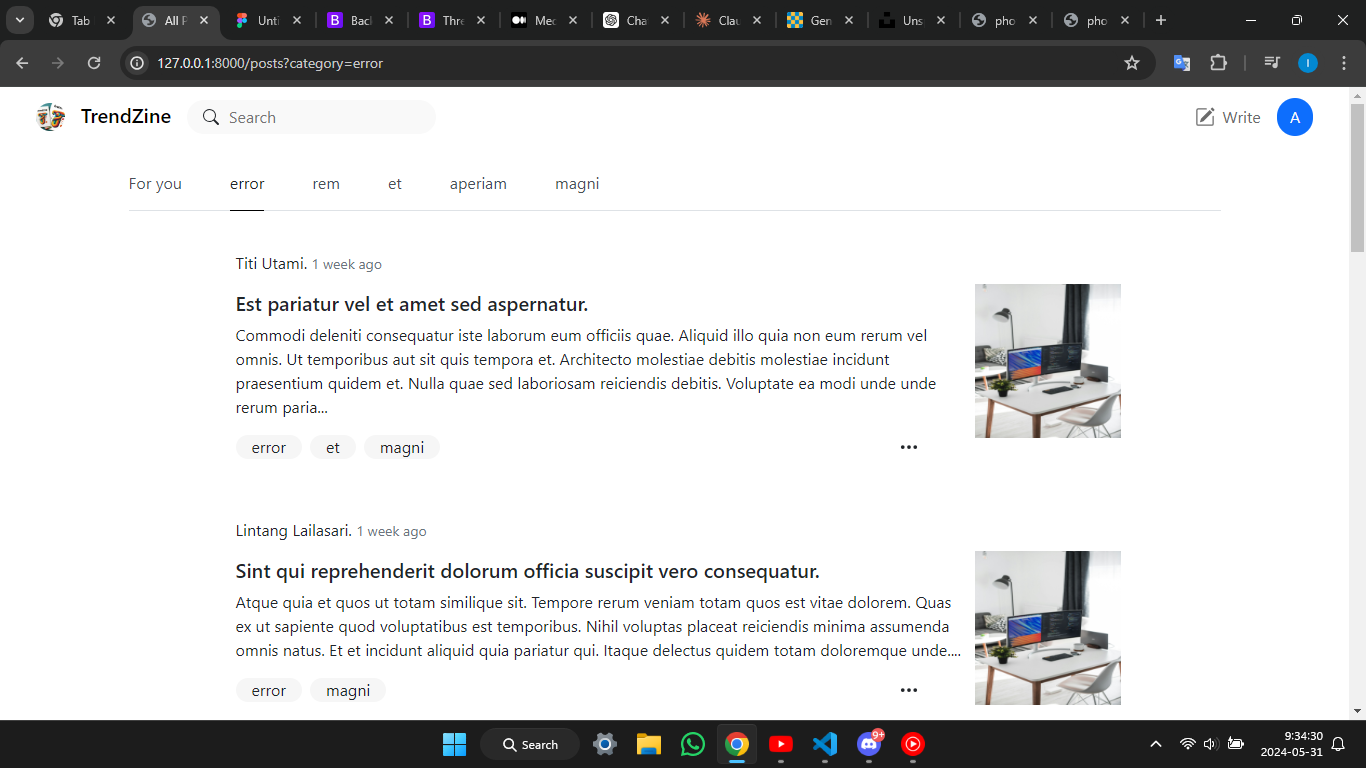 Tab
All P
Unti
Bac
Thre
Med
Cha
Clau
Gen
Uns
pho
pho
127.0.0.1:8000/posts?category=error
I
TrendZine
Search
Write
A
For you
error
rem
et
aperiam
magni
Titi Utami. 1 week ago
Est pariatur vel et amet sed aspernatur.
Commodi deleniti consequatur iste laborum eum officiis quae. Aliquid illo quia non eum rerum vel
omnis. Ut temporibus aut sit quis tempora et. Architecto molestiae debitis molestiae incidunt
praesentium quidem et. Nulla quae sed laboriosam reiciendis debitis. Voluptate ea modi unde unde
rerum paria...
error et magni
Lintang Lailasari. 1 week ago
Sint qui reprehenderit dolorum officia suscipit vero consequatur.
Atque quia et quos ut totam similique sit. Tempore rerum veniam totam quos est vitae dolorem. Quas
ex ut sapiente quod voluptatibus est temporibus. Nihil voluptas placeat reiciendis minima assumenda
omnis natus. Et et incidunt aliquid quia pariatur qui. Itaque delectus quidem totam doloremque unde....
error magni
Search
9+
9:34:30
2024-05-31